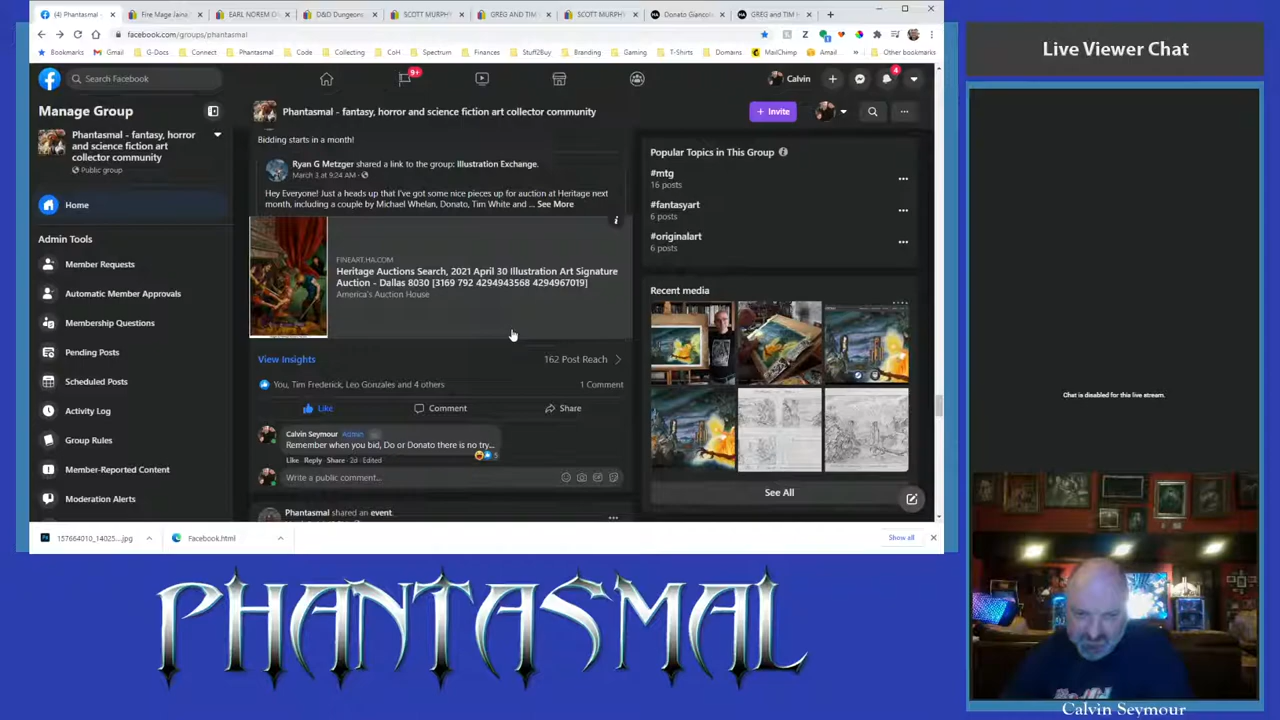 (4) Phantasmal
Fire Mage Jaina
EARL NOREM D
D&D Dungeon
SCOTT MURPHY
GREG AND TIM
SCOTT MURPHY
Donato Giancola
GREG and TIM
facebook.com/groups/phantasmal
Bookmarks
Gmail
G-Docs
Connect
Phantasmal
Code
Collecting
CoH
Spectrum
Finances
Stuff2Buy
Branding
Gaming
T-Shirts
Domains
MailChimp
Amail
Other bookmarks
Search Facebook
9+
Calvin
4
Manage Group
Phantasmal - fantasy, horror
and science fiction art
collector community
Public group
Home
Admin Tools
Member Requests
Automatic Member Approvals
Membership Questions
Pending Posts
Scheduled Posts
Activity Log
Group Rules
Member-Reported Content
Moderation Alerts
Phantasmal - fantasy, horror and science fiction art collector community
+ Invite
Bidding starts in a month!
Ryan G Metzger shared a link to the group: Illustration Exchange.
March 3 at 9:24 AM
Hey Everyone! Just a heads up that I've got some nice pieces up for auction at Heritage next
month, including a couple by Michael Whelan, Donato, Tim White and ... See More
FINEART.HA.COM
Heritage Auctions Search, 2021 April 30 Illustration Art Signature
Auction - Dallas 8030 [3169 792 4294943568 4294967019]
America's Auction House
View Insights
162 Post Reach
You, Tim Frederick, Leo Gonzales and 4 others
1 Comment
Like
Comment
Share
Calvin Seymour Admin
Remember when you bid, Do or Donato there is no try...
5
Like Reply Share 2d Edited
Write a public comment...
Phantasmal shared an event.
Popular Topics in This Group
#mtg
16 posts
#fantasyart
6 posts
#originalart
6 posts
Recent media
See All
157664010_14025....jpg
Facebook.html
Show all
PHANTASMAL
Live Viewer Chat
Chat is disabled for this live stream.
Calvin Seymour